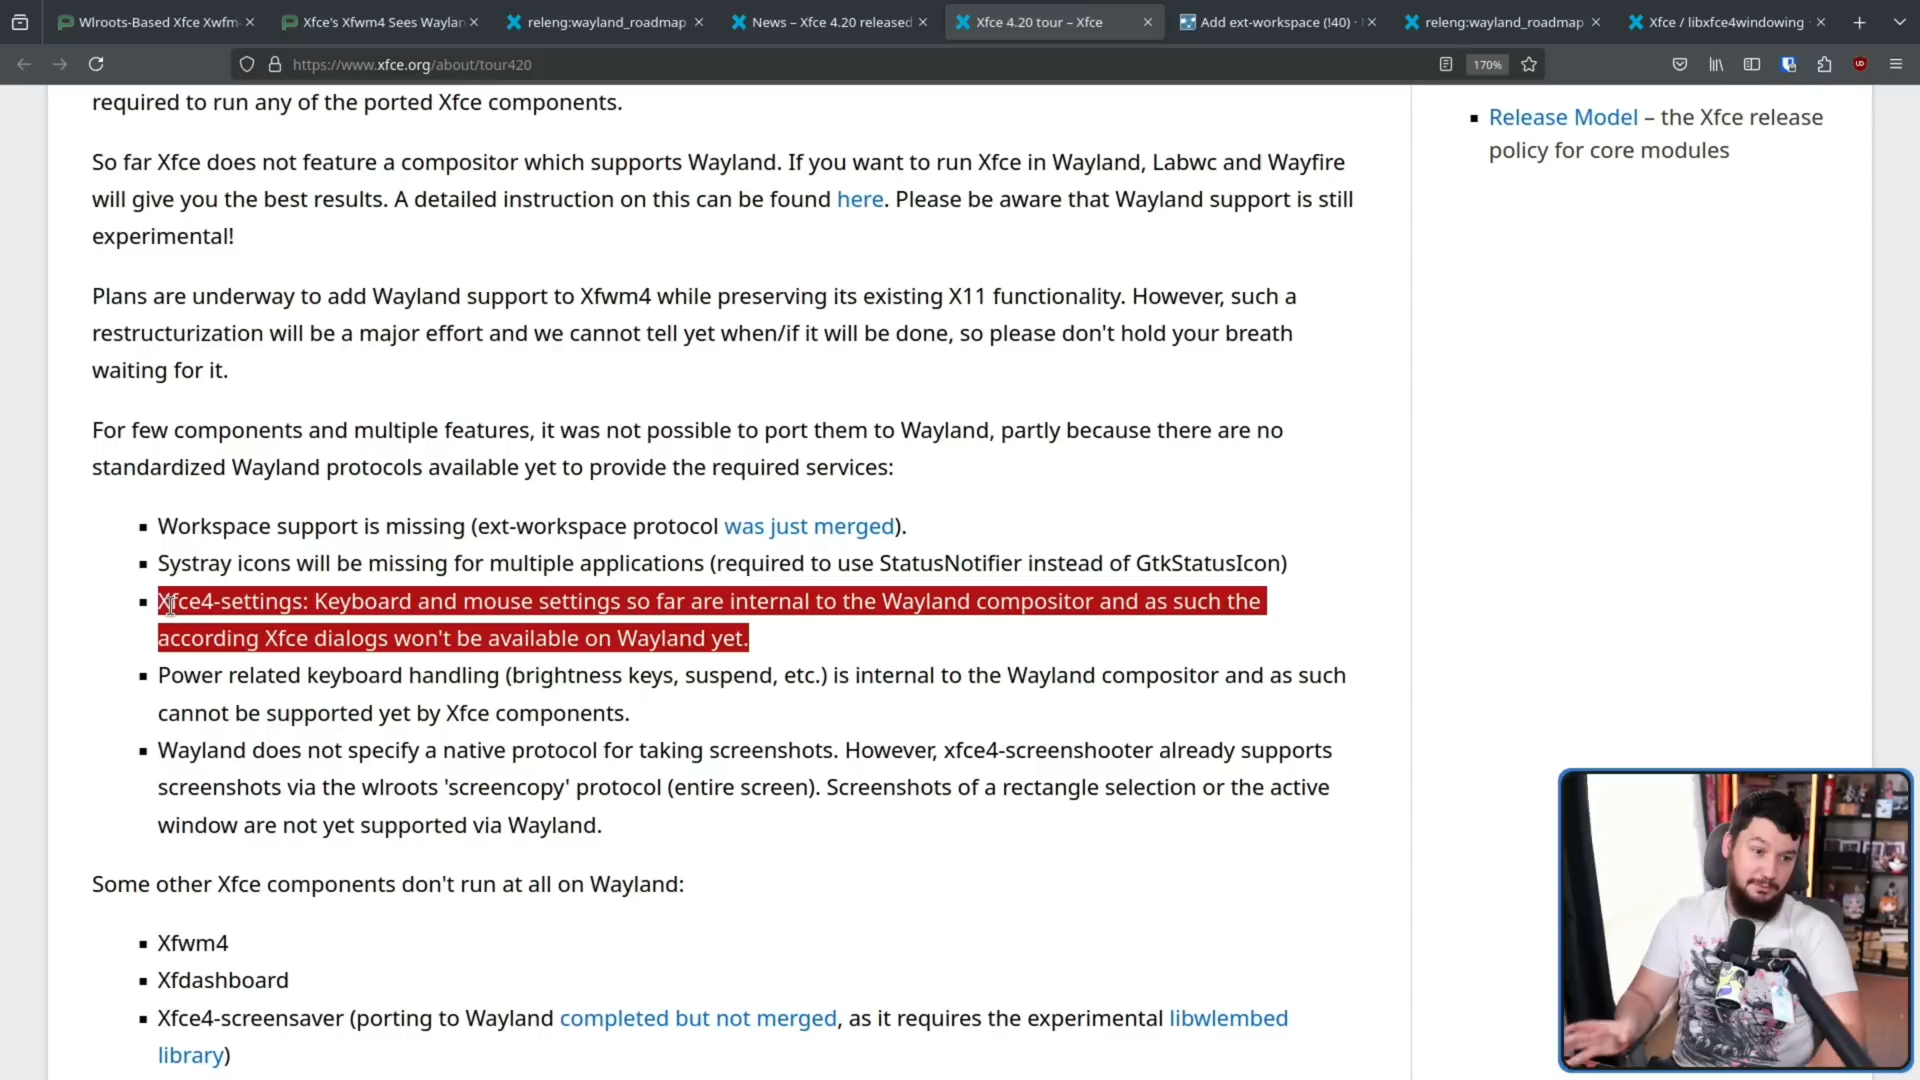 Wlroots-Based Xfce Xwfm
Xfce's Xfwm4 Sees Waylan
releng:wayland_roadmap
News – Xfce 4.20 released
Xfce 4.20 tour – Xfce
Add ext-workspace (!40) ·
releng:wayland_roadmap
Xfce / libxfce4windowing ·
https://www.xfce.org/about/tour420
170%
required to run any of the ported Xfce components.
So far Xfce does not feature a compositor which supports Wayland. If you want to run Xfce in Wayland, Labwc and Wayfire
will give you the best results. A detailed instruction on this can be found here. Please be aware that Wayland support is still
experimental!
Plans are underway to add Wayland support to Xfwm4 while preserving its existing X11 functionality. However, such a
restructurization will be a major effort and we cannot tell yet when/if it will be done, so please don't hold your breath
waiting for it.
For few components and multiple features, it was not possible to port them to Wayland, partly because there are no
standardized Wayland protocols available yet to provide the required services:
▪ Workspace support is missing (ext-workspace protocol was just merged).
▪ Systray icons will be missing for multiple applications (required to use StatusNotifier instead of GtkStatusIcon)
▪ Xfce4-settings: Keyboard and mouse settings so far are internal to the Wayland compositor and as such the
according Xfce dialogs won't be available on Wayland yet.
▪ Power related keyboard handling (brightness keys, suspend, etc.) is internal to the Wayland compositor and as such
cannot be supported yet by Xfce components.
▪ Wayland does not specify a native protocol for taking screenshots. However, xfce4-screenshooter already supports
screenshots via the wlroots 'screencopy' protocol (entire screen). Screenshots of a rectangle selection or the active
window are not yet supported via Wayland.
Some other Xfce components don't run at all on Wayland:
▪ Xfwm4
▪ Xfdashboard
▪ Xfce4-screensaver (porting to Wayland completed but not merged, as it requires the experimental libwlembed
library)
▪ Release Model – the Xfce release
policy for core modules